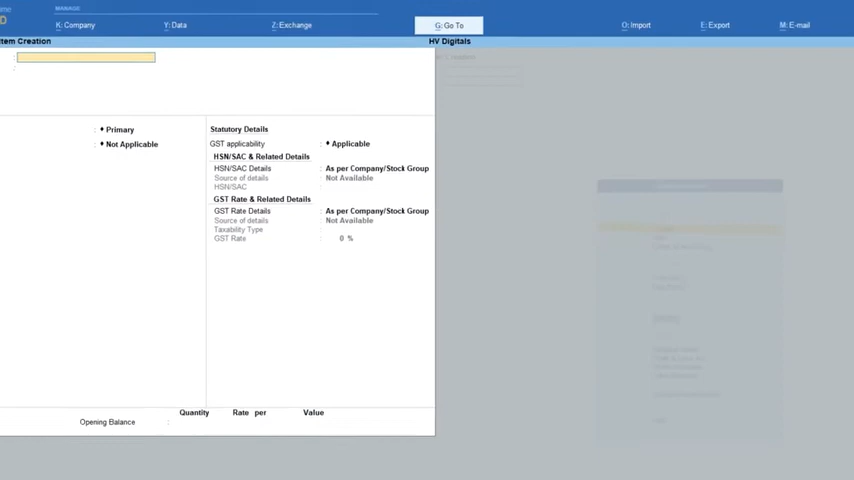 ome
MANAGE
D
K: Company
Y: Data
Z: Exchange
G: Go To
O: Import
E: Export
M: E-mail
Item Creation
HV Digitals
:
:
: ♦ Primary
: ♦ Not Applicable
Statutory Details
GST applicability : ♦ Applicable
HSN/SAC & Related Details
HSN/SAC Details : As per Company/Stock Group
Source of details : Not Available
HSN/SAC :
GST Rate & Related Details
GST Rate Details : As per Company/Stock Group
Source of details : Not Available
Taxability Type :
GST Rate : 0 %
Quantity Rate per Value
Opening Balance :